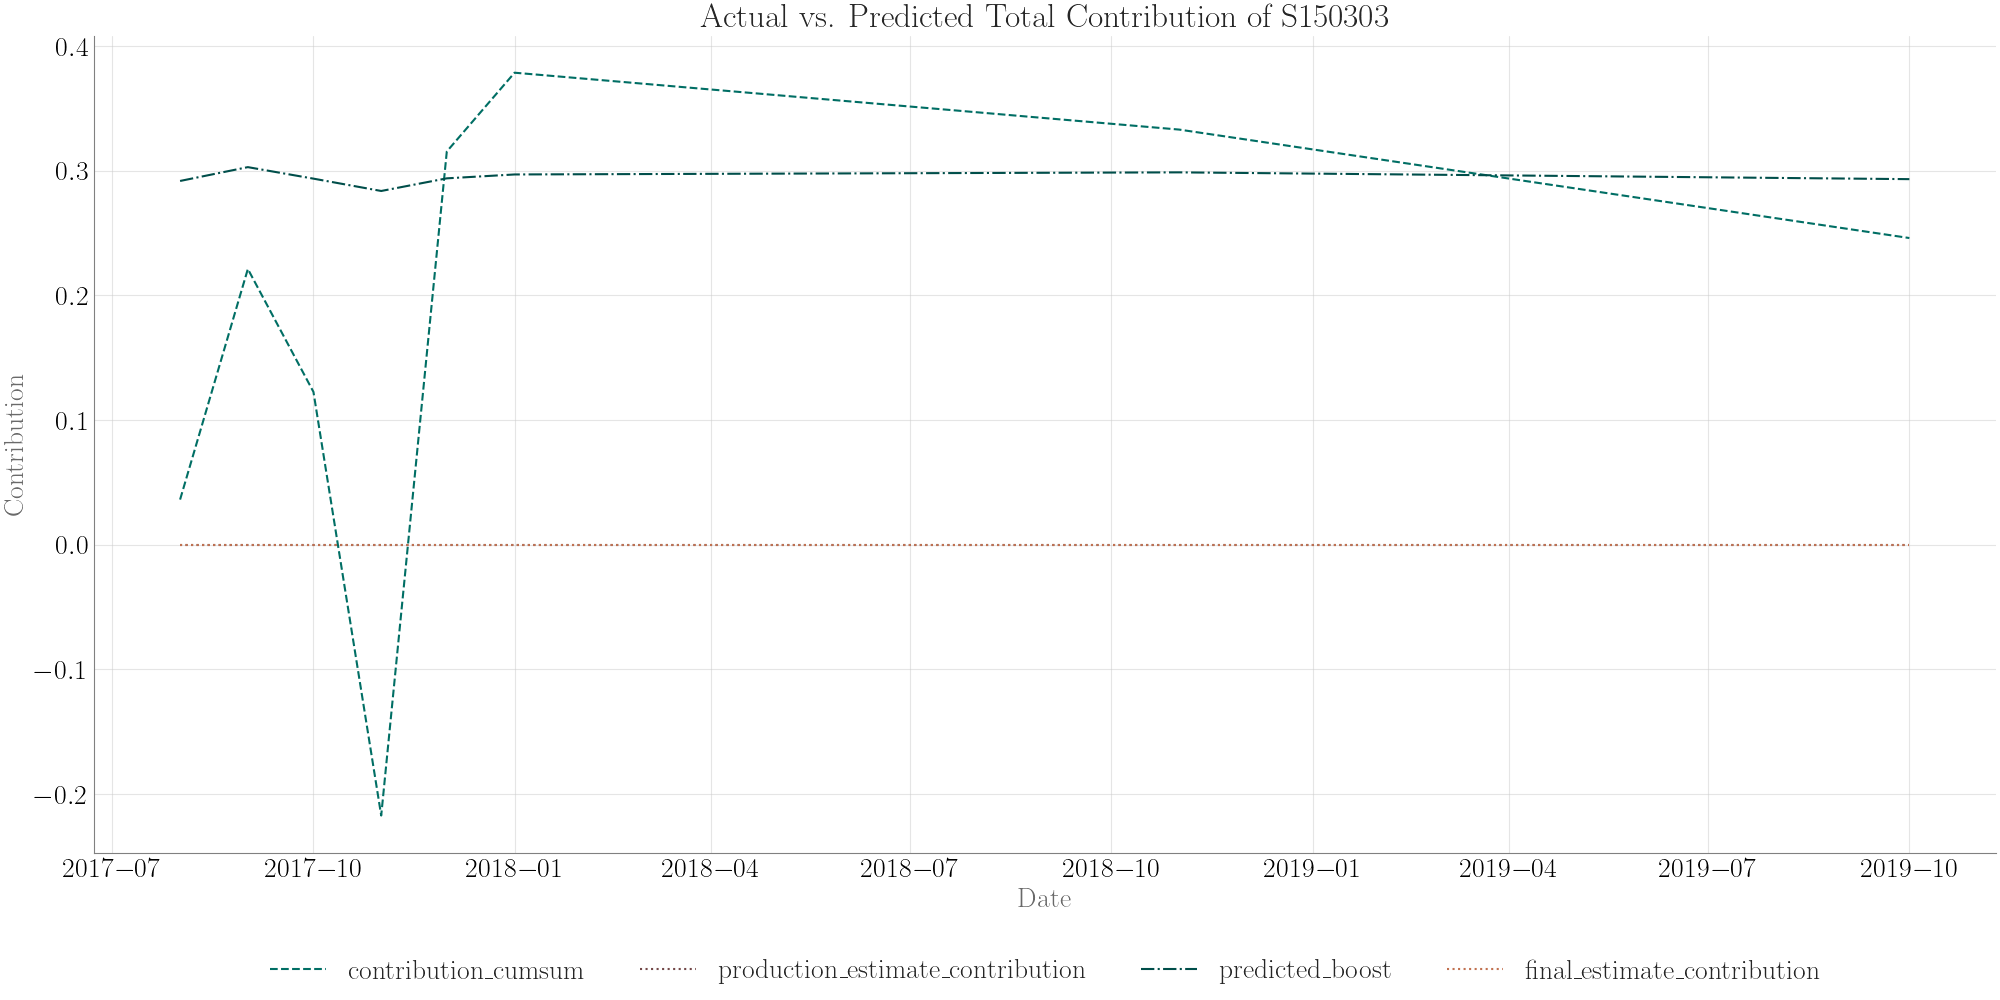 Actual vs. Predicted Total Contribution of S150303
0.4
0.3
0.2
0.1
0.0
−0.1
−0.2
Contribution
2017−07 2017−10 2018−01 2018−04 2018−07 2018−10 2019−01 2019−04 2019−07 2019−10
Date
contribution_cumsum production_estimate_contribution predicted_boost final_estimate_contribution